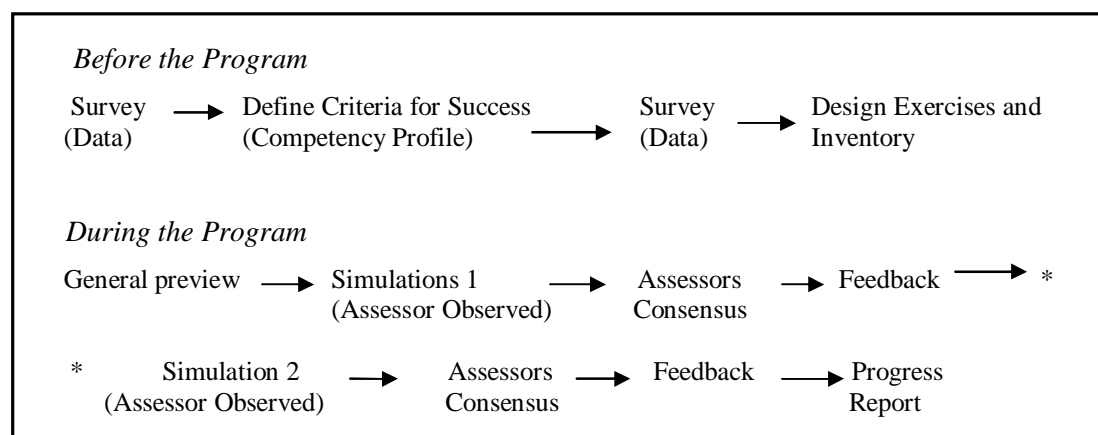 Before the Program
Survey Define Criteria for Success Survey Design Exercises and
(Data) (Competency Profile) (Data) Inventory
During the Program
General preview Simulations 1 Assessors Feedback *
(Assessor Observed) Consensus
* Simulation 2 Assessors Feedback Progress
(Assessor Observed) Consensus Report